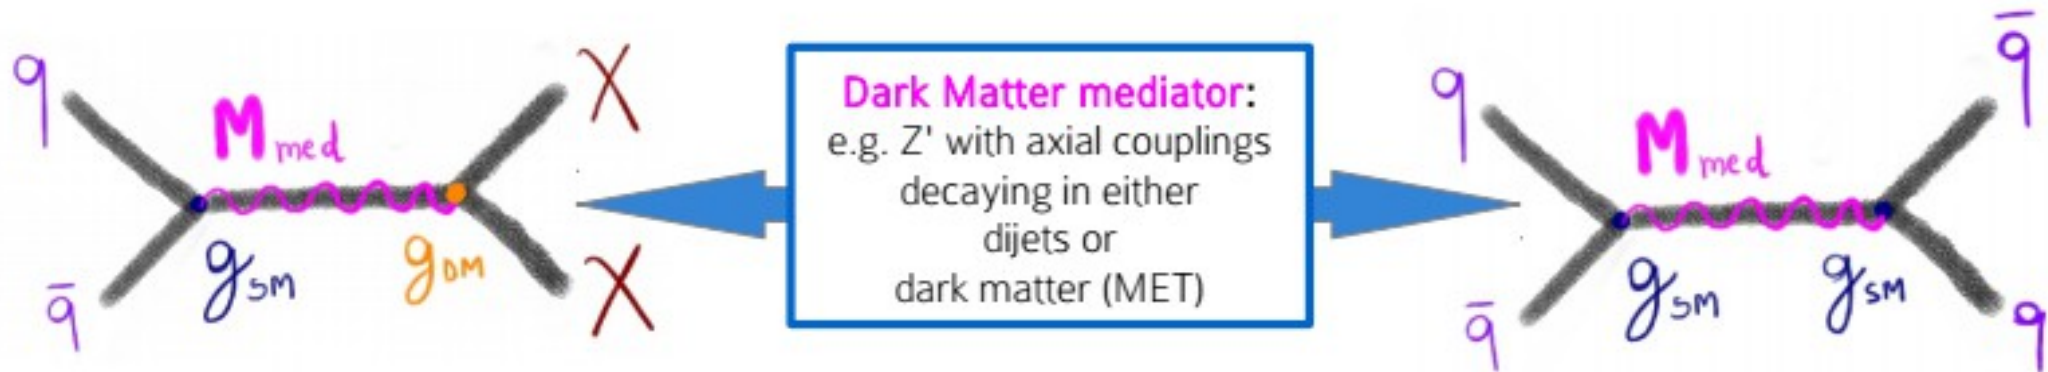 q
q̄
M med
g SM
g DM
X
X
Dark Matter mediator:
e.g. Z' with axial couplings
decaying in either
dijets or
dark matter (MET)
q
q̄
M med
g SM
g SM
q̄
q